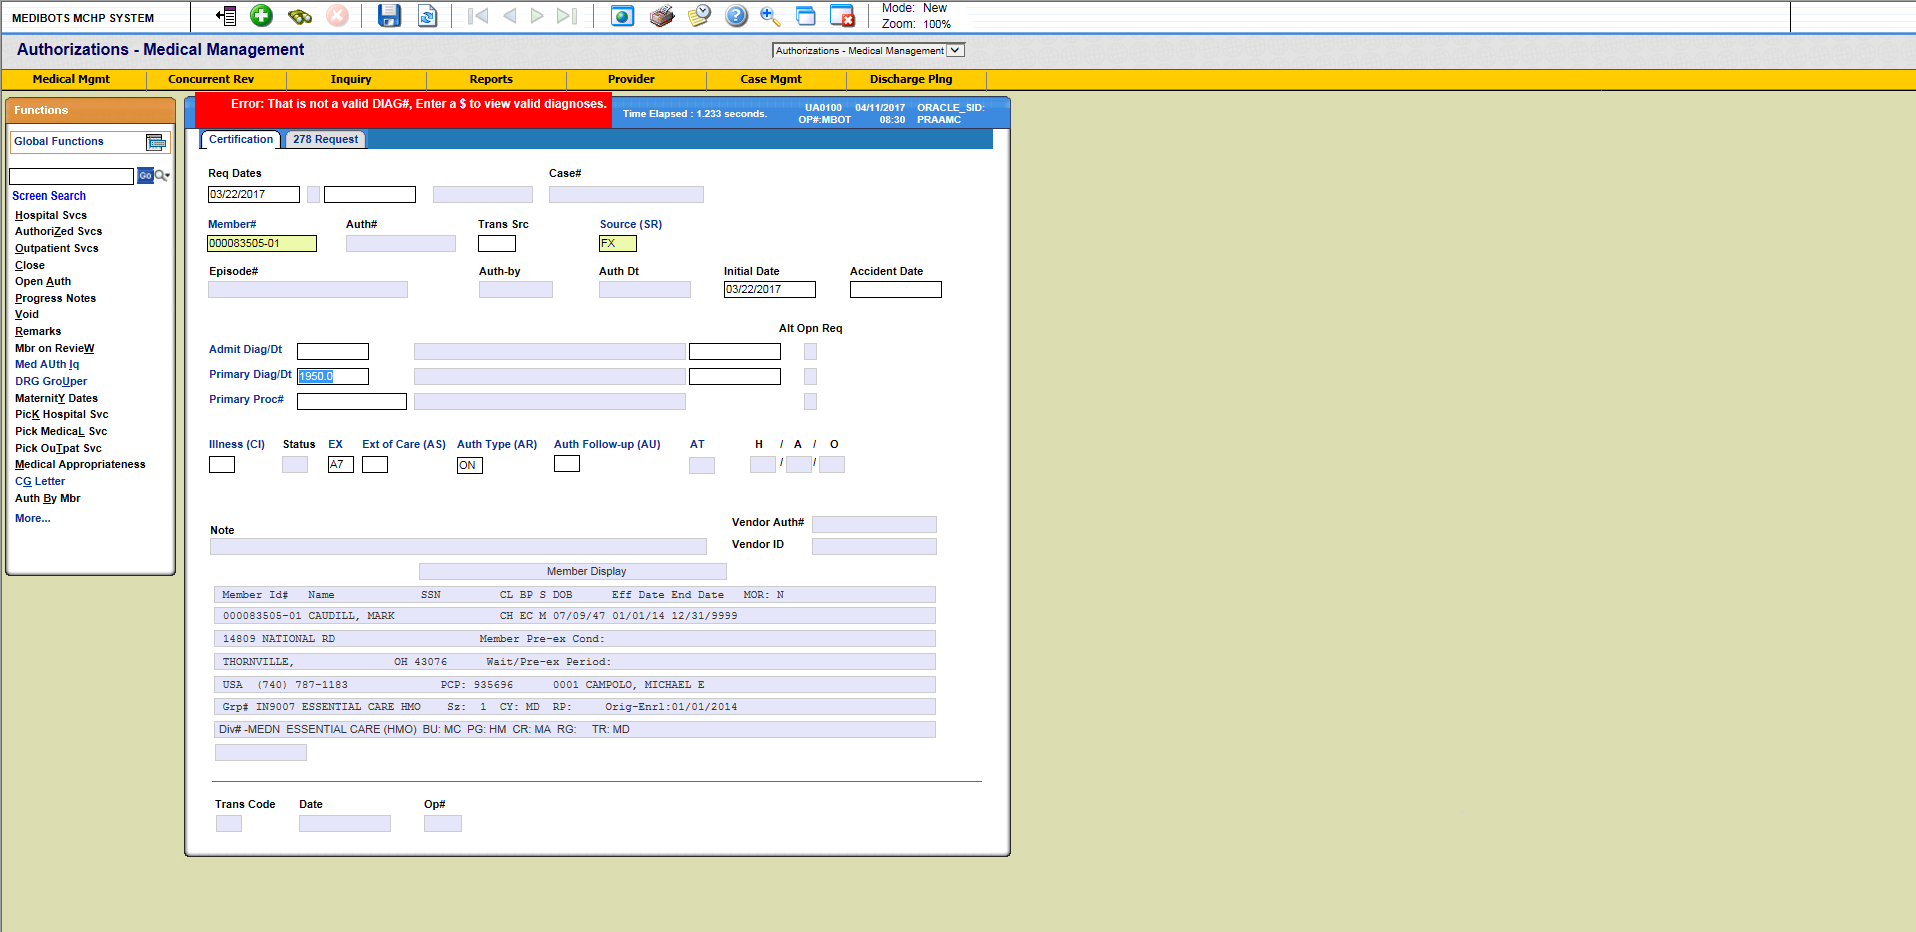 MEDIBOTS MCHP SYSTEM
Mode: New
Zoom: 100%
Authorizations - Medical Management
Authorizations - Medical Management
Medical Mgmt Concurrent Rev Inquiry Reports Provider Case Mgmt Discharge Plng
Functions
Global Functions
Go
Screen Search
Hospital Svcs
AuthoriZed Svcs
Outpatient Svcs
Close
Open Auth
Progress Notes
Void
Remarks
Mbr on RevieW
Med AUth Iq
DRG GroUper
MaternitY Dates
PicK Hospital Svc
Pick MedicaL Svc
Pick OuTpat Svc
Medical Appropriateness
CG Letter
Auth By Mbr
More...
Error: That is not a valid DIAG#, Enter a $ to view valid diagnoses.
Time Elapsed : 1.233 seconds.
UA0100 04/11/2017 ORACLE_SID:
OP#:MBOT 08:30 PRAAMC
Certification 278 Request
Req Dates Case#
03/22/2017
Member# Auth# Trans Src Source (SR)
000083505-01 FX
Episode# Auth-by Auth Dt Initial Date Accident Date
03/22/2017
Alt Opn Req
Admit Diag/Dt
Primary Diag/Dt 1950.0
Primary Proc#
Illness (CI) Status EX Ext of Care (AS) Auth Type (AR) Auth Follow-up (AU) AT H / A / O
A7 ON / /
Note
Vendor Auth#
Vendor ID
Member Display
Member Id# Name SSN CL BP S DOB Eff Date End Date MOR: N
000083505-01 CAUDILL, MARK CH EC M 07/09/47 01/01/14 12/31/9999
14809 NATIONAL RD Member Pre-ex Cond:
THORNVILLE, OH 43076 Wait/Pre-ex Period:
USA (740) 787-1183 PCP: 935696 0001 CAMPOLO, MICHAEL E
Grp# IN9007 ESSENTIAL CARE HMO Sz: 1 CY: MD RP: Orig-Enrl:01/01/2014
Div# -MEDN ESSENTIAL CARE (HMO) BU: MC PG: HM CR: MA RG: TR: MD
Trans Code Date Op#